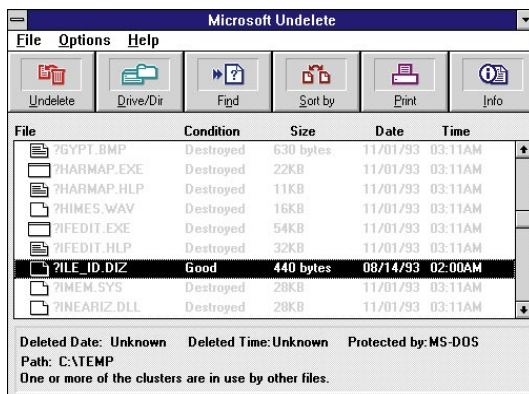 Microsoft Undelete
File Options Help
Undelete Drive/Dir Find Sort by Print Info
File Condition Size Date Time
?GYPT.BMP Destroyed 630 bytes 11/01/93 03:11AM
?HARMAP.EXE Destroyed 22KB 11/01/93 03:11AM
?HARMAP.HLP Destroyed 11KB 11/01/93 03:11AM
?HIMES.WAV Destroyed 16KB 11/01/93 03:11AM
?IFEDIT.EXE Destroyed 54KB 11/01/93 03:11AM
?IFEDIT.HLP Destroyed 32KB 11/01/93 03:11AM
?ILE_ID.DIZ Good 440 bytes 08/14/93 02:00AM
?IMEM.SYS Destroyed 28KB 11/01/93 03:11AM
?INEARIZ.DLL Destroyed 28KB 11/01/93 03:11AM
Deleted Date: Unknown Deleted Time: Unknown Protected by: MS-DOS
Path: C:\TEMP
One or more of the clusters are in use by other files.